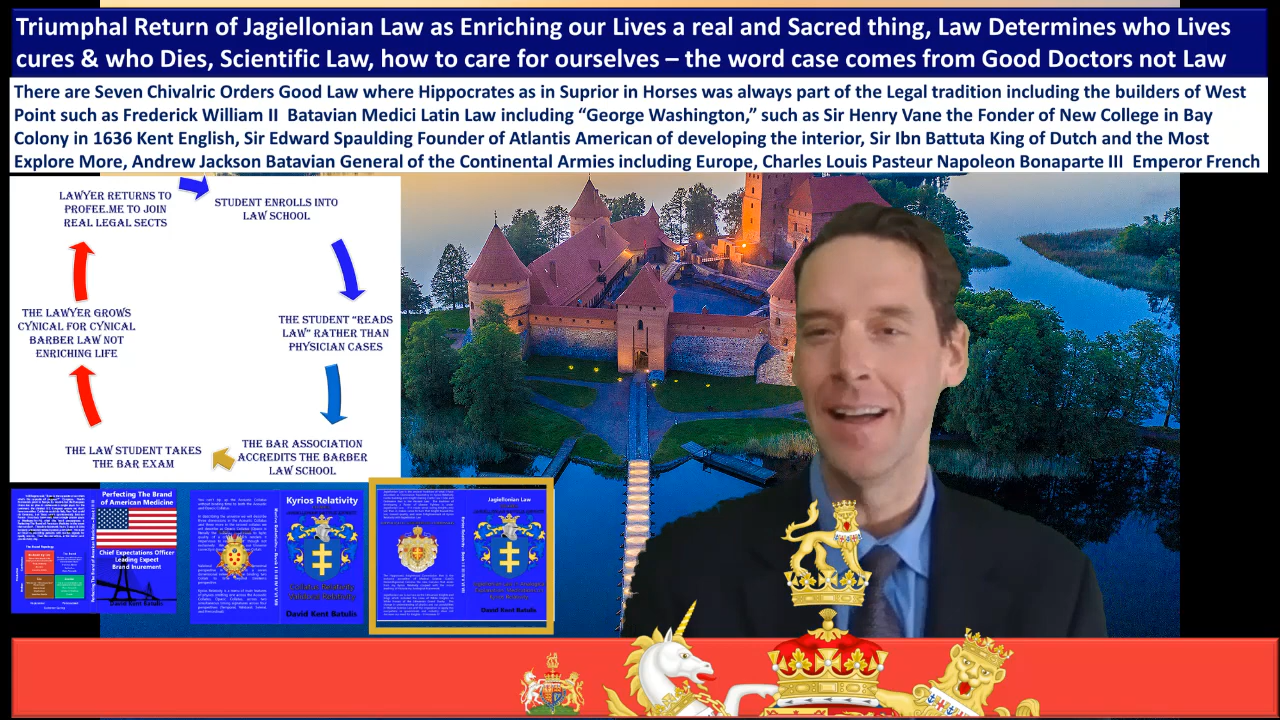 Triumphal Return of Jagiellonian Law as Enriching our Lives a real and Sacred thing, Law Determines who Lives
cures & who Dies, Scientific Law, how to care for ourselves – the word case comes from Good Doctors not Law
There are Seven Chivalric Orders Good Law where Hippocrates as in Suprior in Horses was always part of the Legal tradition including the builders of West
Point such as Frederick William II  Batavian Medici Latin Law including “George Washington,” such as Sir Henry Vane the Fonder of New College in Bay
Colony in 1636 Kent English, Sir Edward Spaulding Founder of Atlantis American of developing the interior, Sir Ibn Battuta King of Dutch and the Most
Explore More, Andrew Jackson Batavian General of the Continental Armies including Europe, Charles Louis Pasteur Napoleon Bonaparte III  Emperor French
LAWYER RETURNS TO
PROFEE.ME TO JOIN
REAL LEGAL SECTS
STUDENT ENROLLS INTO
LAW SCHOOL
THE STUDENT “READS
LAW” RATHER THAN
PHYSICIAN CASES
THE BAR ASSOCIATION
ACCREDITS THE BARBER
LAW SCHOOL
THE LAW STUDENT TAKES
THE BAR EXAM
THE LAWYER GROWS
CYNICAL FOR CYNICAL
BARBER LAW NOT
ENRICHING LIFE
Perfecting The Brand
of American Medicine
Chief Expectations Officer
Leading Expect
Brand Inurement
David Kent Batulis
Kyrios Relativity
David Kent Batulis
Jagiellonian Law